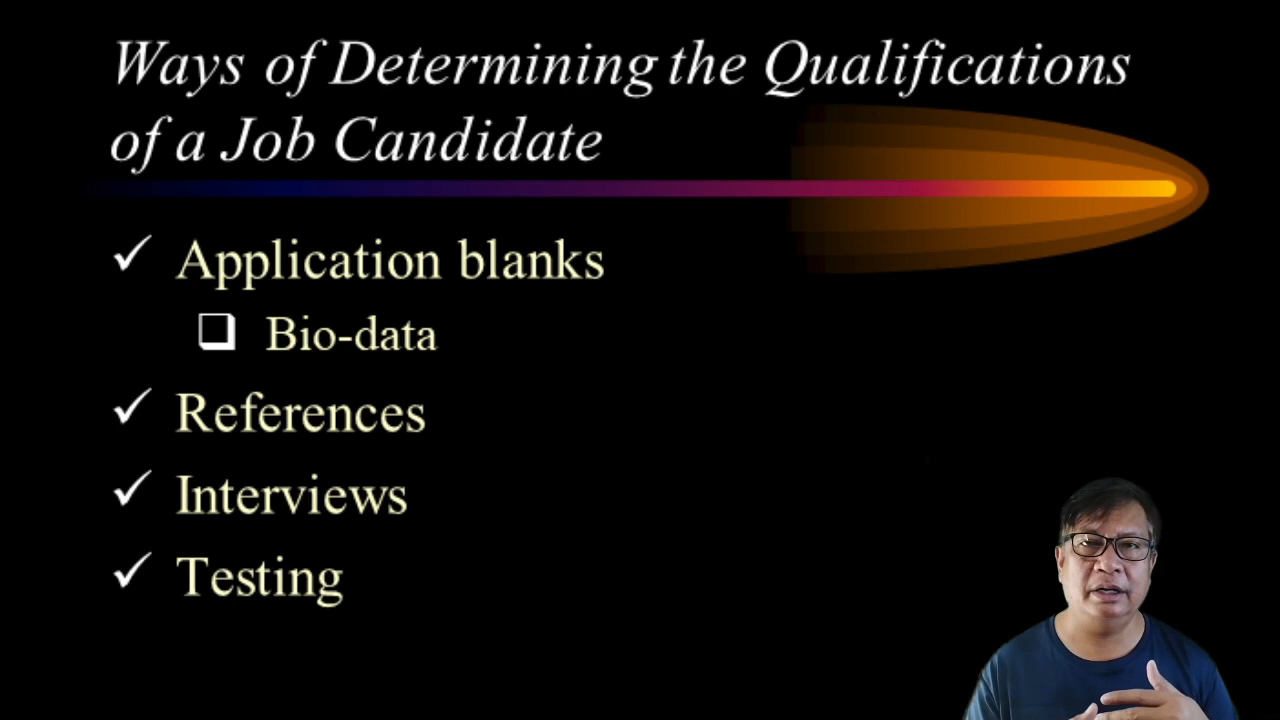 Ways of Determining the Qualifications
of a Job Candidate
Application blanks
Bio-data
References
Interviews
Testing